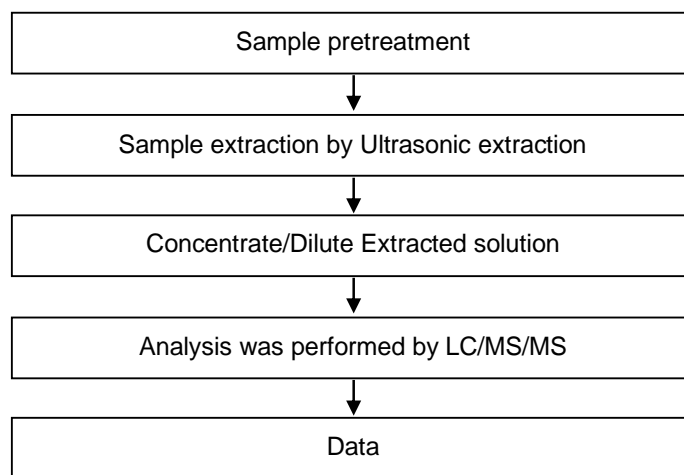 Sample pretreatment
Sample extraction by Ultrasonic extraction
Concentrate/Dilute Extracted solution
Analysis was performed by LC/MS/MS
Data